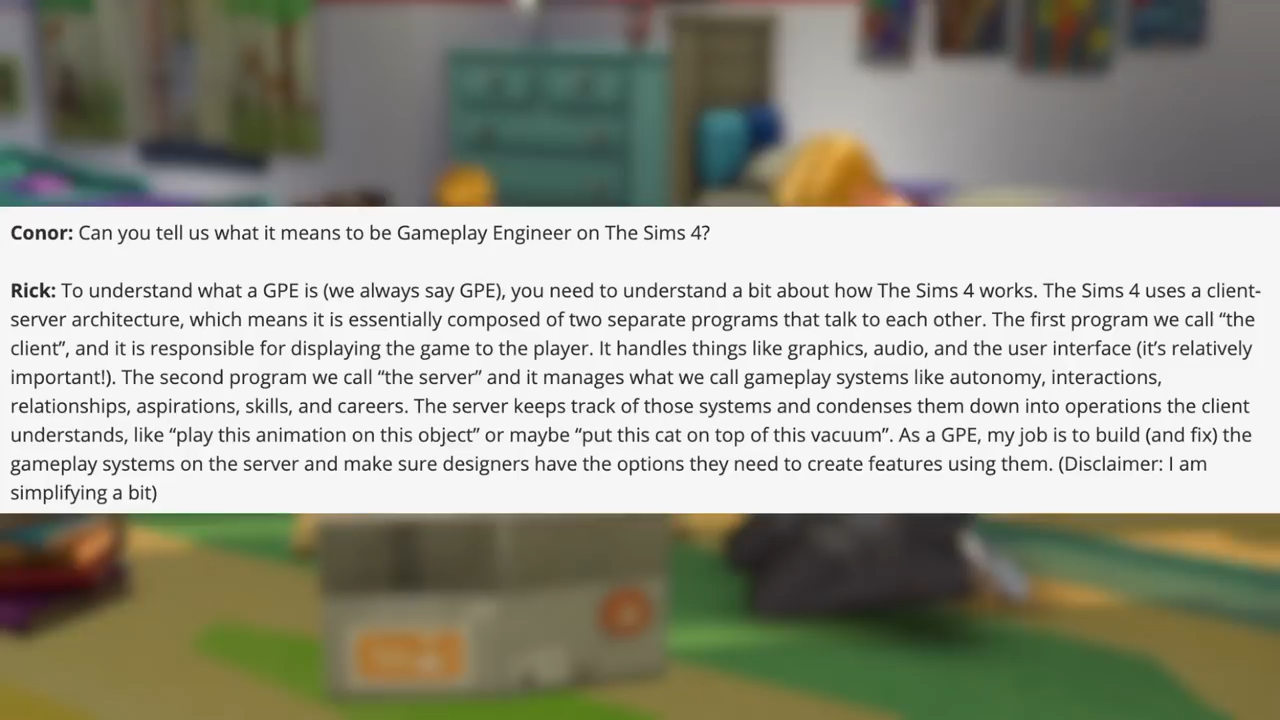 Conor: Can you tell us what it means to be Gameplay Engineer on The Sims 4?
Rick: To understand what a GPE is (we always say GPE), you need to understand a bit about how The Sims 4 works. The Sims 4 uses a client-
server architecture, which means it is essentially composed of two separate programs that talk to each other. The first program we call “the
client”, and it is responsible for displaying the game to the player. It handles things like graphics, audio, and the user interface (it’s relatively
important!). The second program we call “the server” and it manages what we call gameplay systems like autonomy, interactions,
relationships, aspirations, skills, and careers. The server keeps track of those systems and condenses them down into operations the client
understands, like “play this animation on this object” or maybe “put this cat on top of this vacuum”. As a GPE, my job is to build (and fix) the
gameplay systems on the server and make sure designers have the options they need to create features using them. (Disclaimer: I am
simplifying a bit)